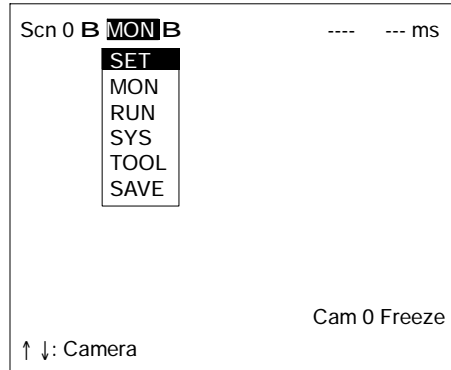 Scn 0 B MON B ---- --- ms
SET
MON
RUN
SYS
TOOL
SAVE
Cam 0 Freeze
↑ ↓: Camera